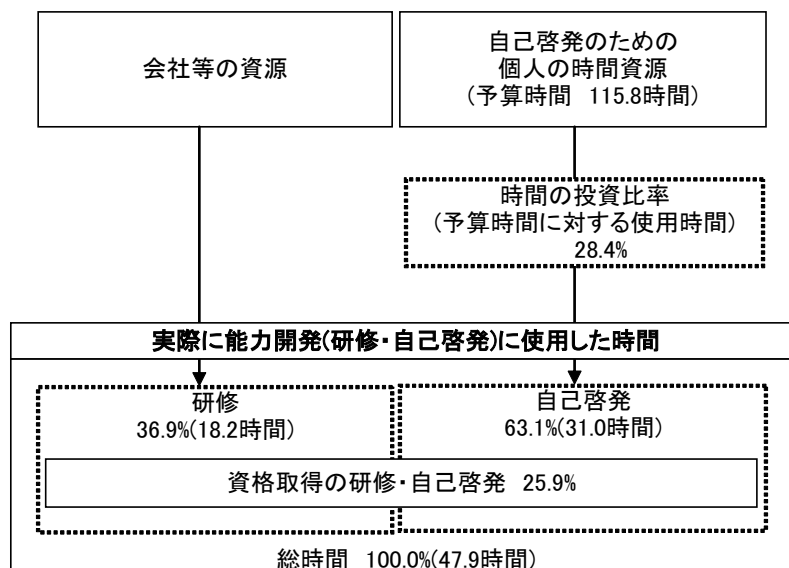 会社等の資源
自己啓発のための
個人の時間資源
(予算時間 115.8時間)
時間の投資比率
(予算時間に対する使用時間)
28.4%
実際に能力開発(研修・自己啓発)に使用した時間
研修
36.9%(18.2時間)
自己啓発
63.1%(31.0時間)
資格取得の研修・自己啓発 25.9%
総時間 100.0%(47.9時間)